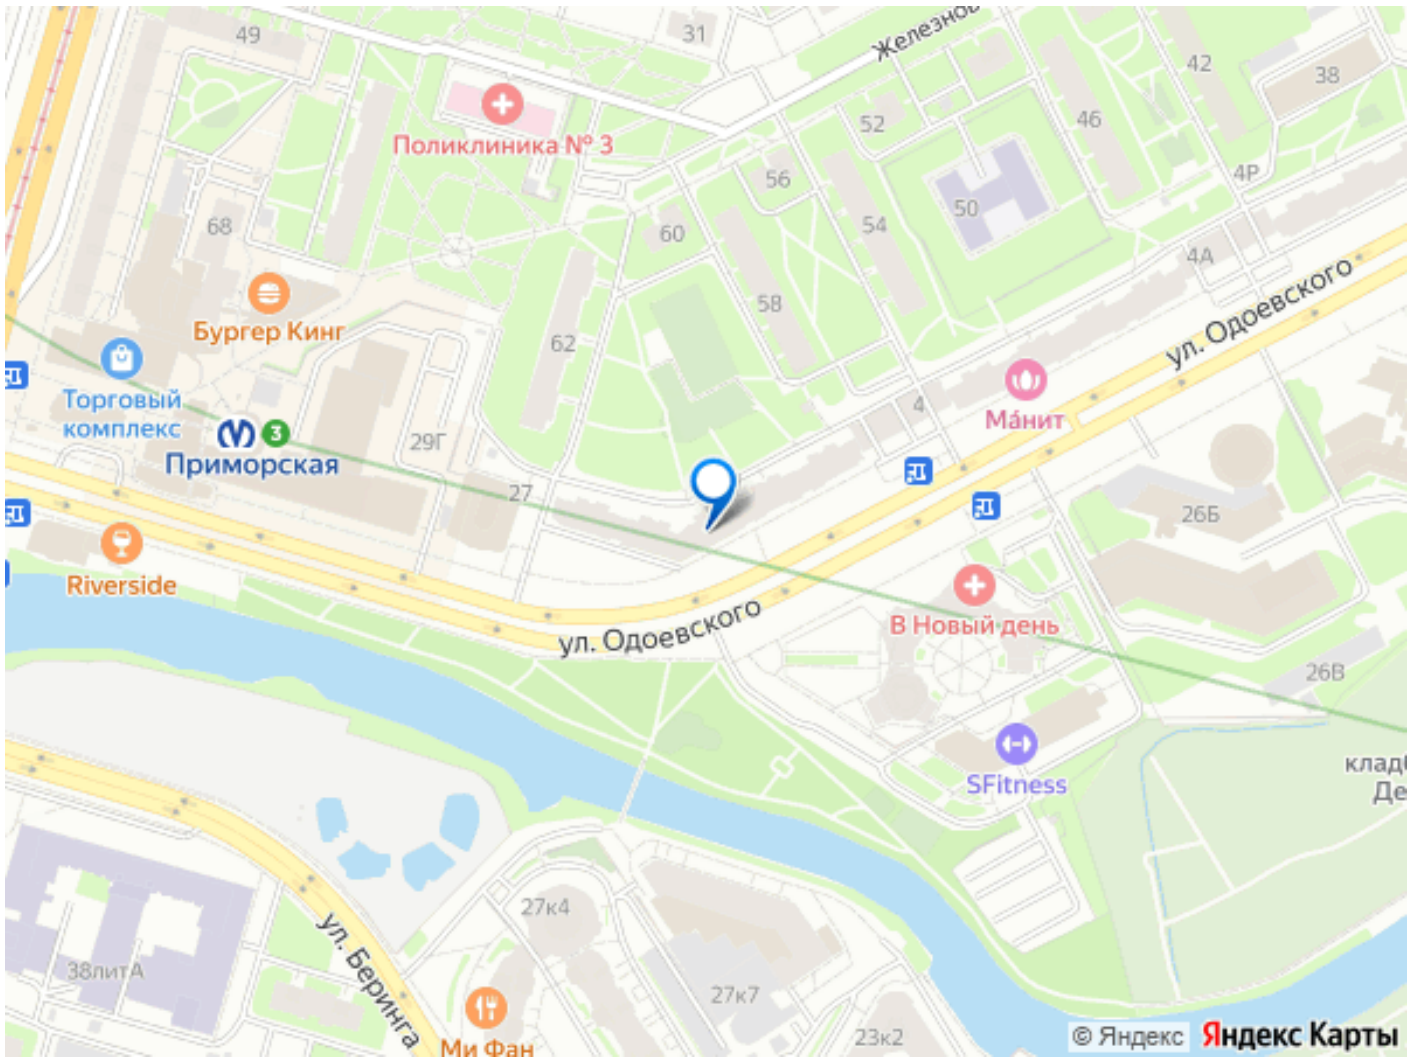 49
31
Железнов
42
38
Поликлиника № 3
52
46
56
4Р
68
60
54
50
4А
Бургер Кинг
58
ул. Одоевского
62
Торговый
комплекс
4
Ма́нит
3
Приморская
29Г
27
26Б
Riverside
ул. Одоевского
В Новый день
26В
SFitness
клад
Де
27к4
ул. Беринга
38литА
27к7
Ми Фан
23к2
© Яндекс
Яндекс Карты